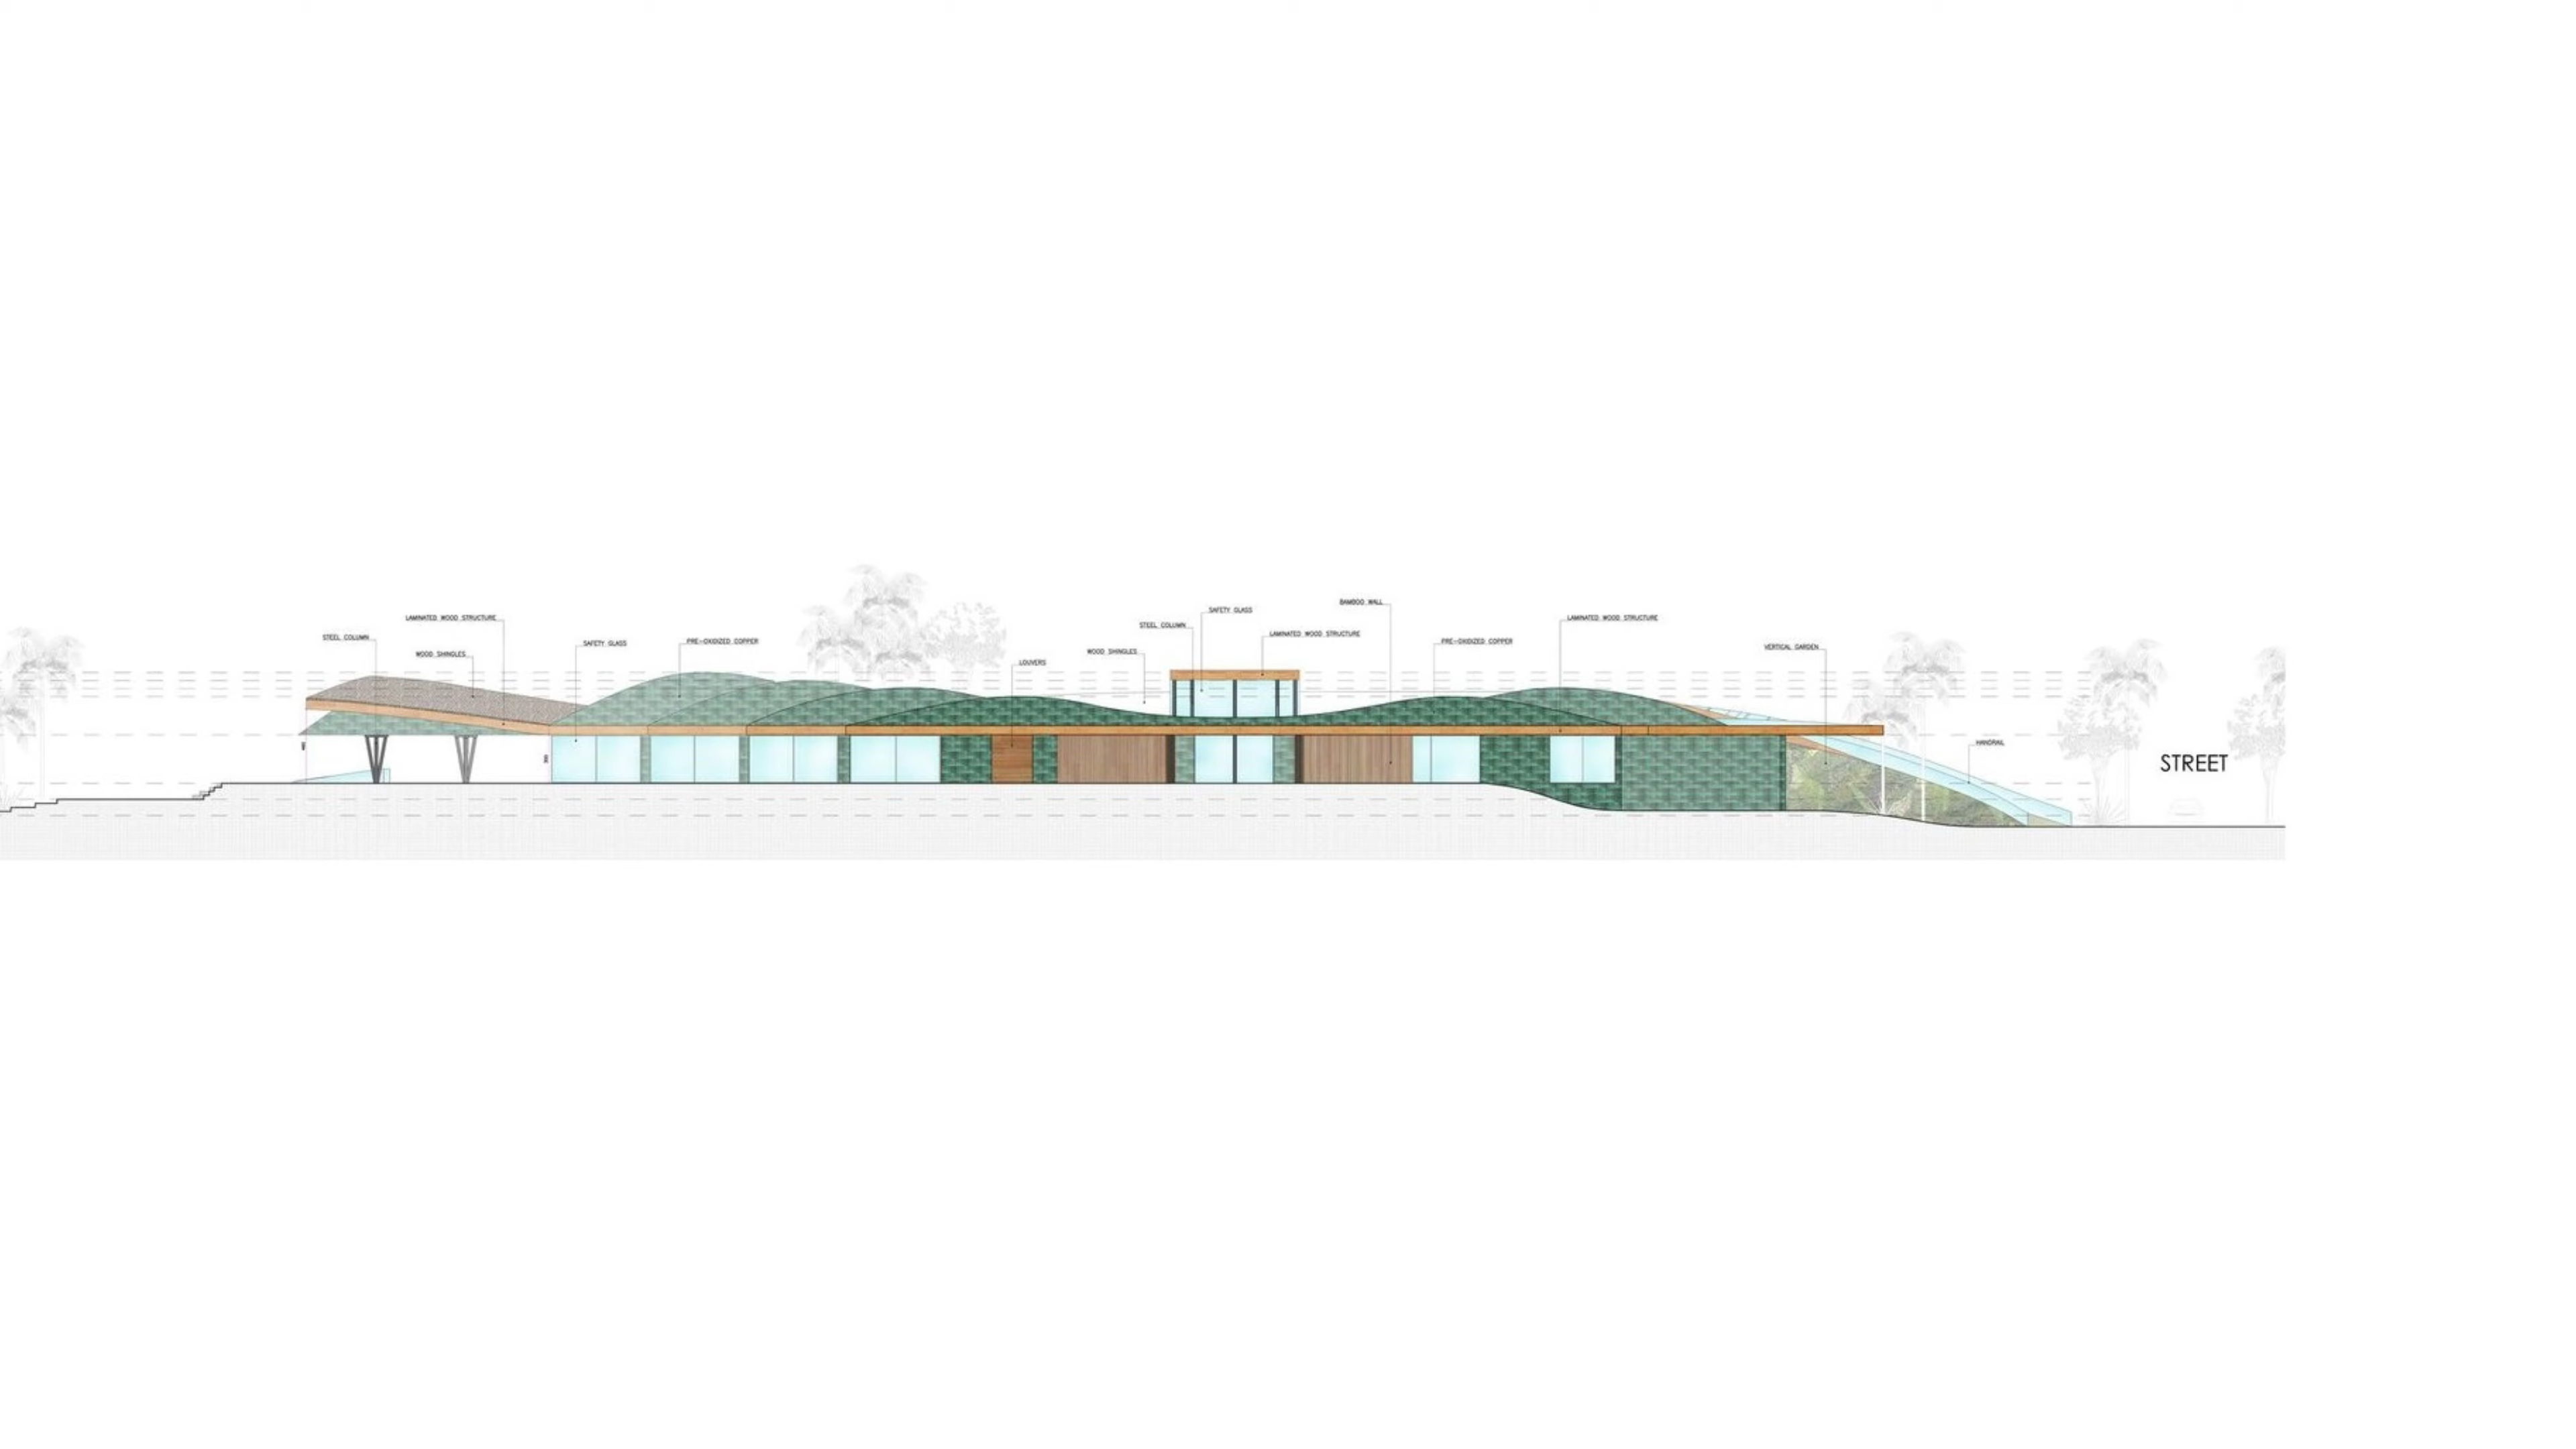 BAMBOO WALL
SAFETY GLASS
LAMINATED WOOD STRUCTURE
LAMINATED WOOD STRUCTURE
STEEL COLUMN
LAMINATED WOOD STRUCTURE
STEEL COLUMN
SAFETY GLASS
PRE-OXIDIZED COPPER
PRE-OXIDIZED COPPER
VERTICAL GARDEN
WOOD SHINGLES
WOOD SHINGLES
LOUVERS
HANDRAIL
STREET